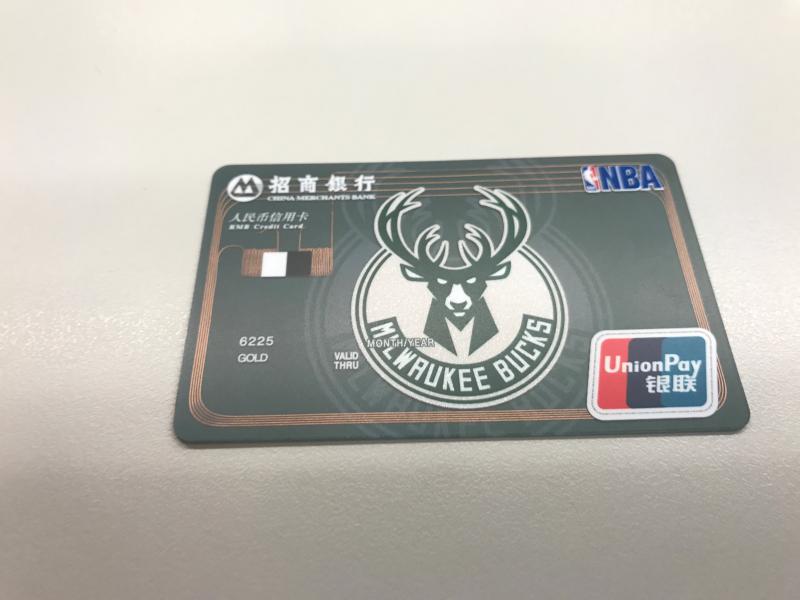 招商银行
CHINA MERCHANTS BANK
NBA
人民币信用卡
RMB Credit Card
6225
GOLD
VALID
THRU
MONTH/YEAR
MILWAUKEE BUCKS
UnionPay
银联